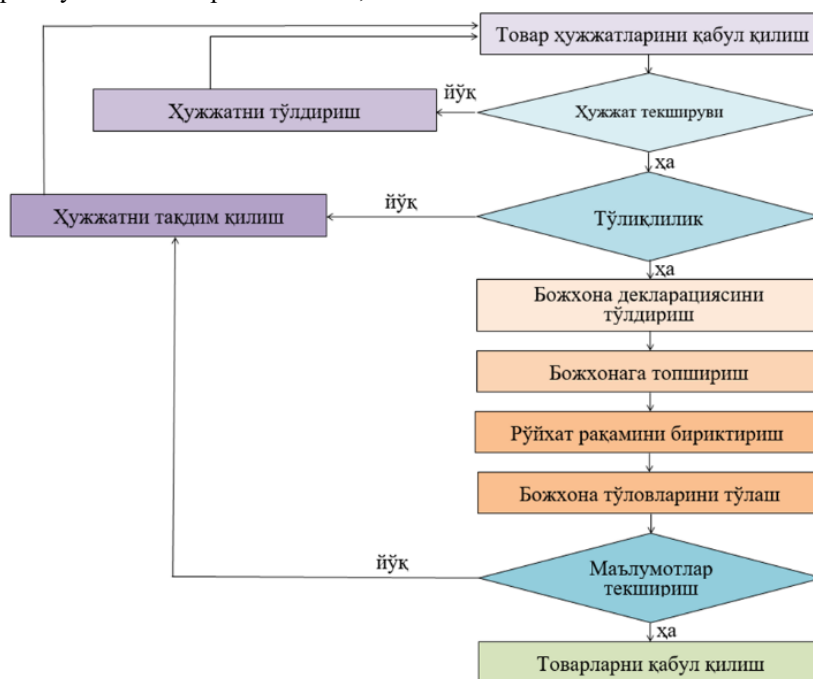 Товар ҳужжатларини қабул қилиш
йўқ
Ҳужжатни тўлдириш
Ҳужжат текшируви
ҳа
йўқ
Ҳужжатни тақдим қилиш
Тўлиқлилик
ҳа
Божхона декларациясини
тўлдириш
Божхонага топшириш
Рўйхат рақамини бириктириш
Божхона тўловларини тўлаш
йўқ
Маълумотлар
текшириш
ҳа
Товарларни қабул қилиш